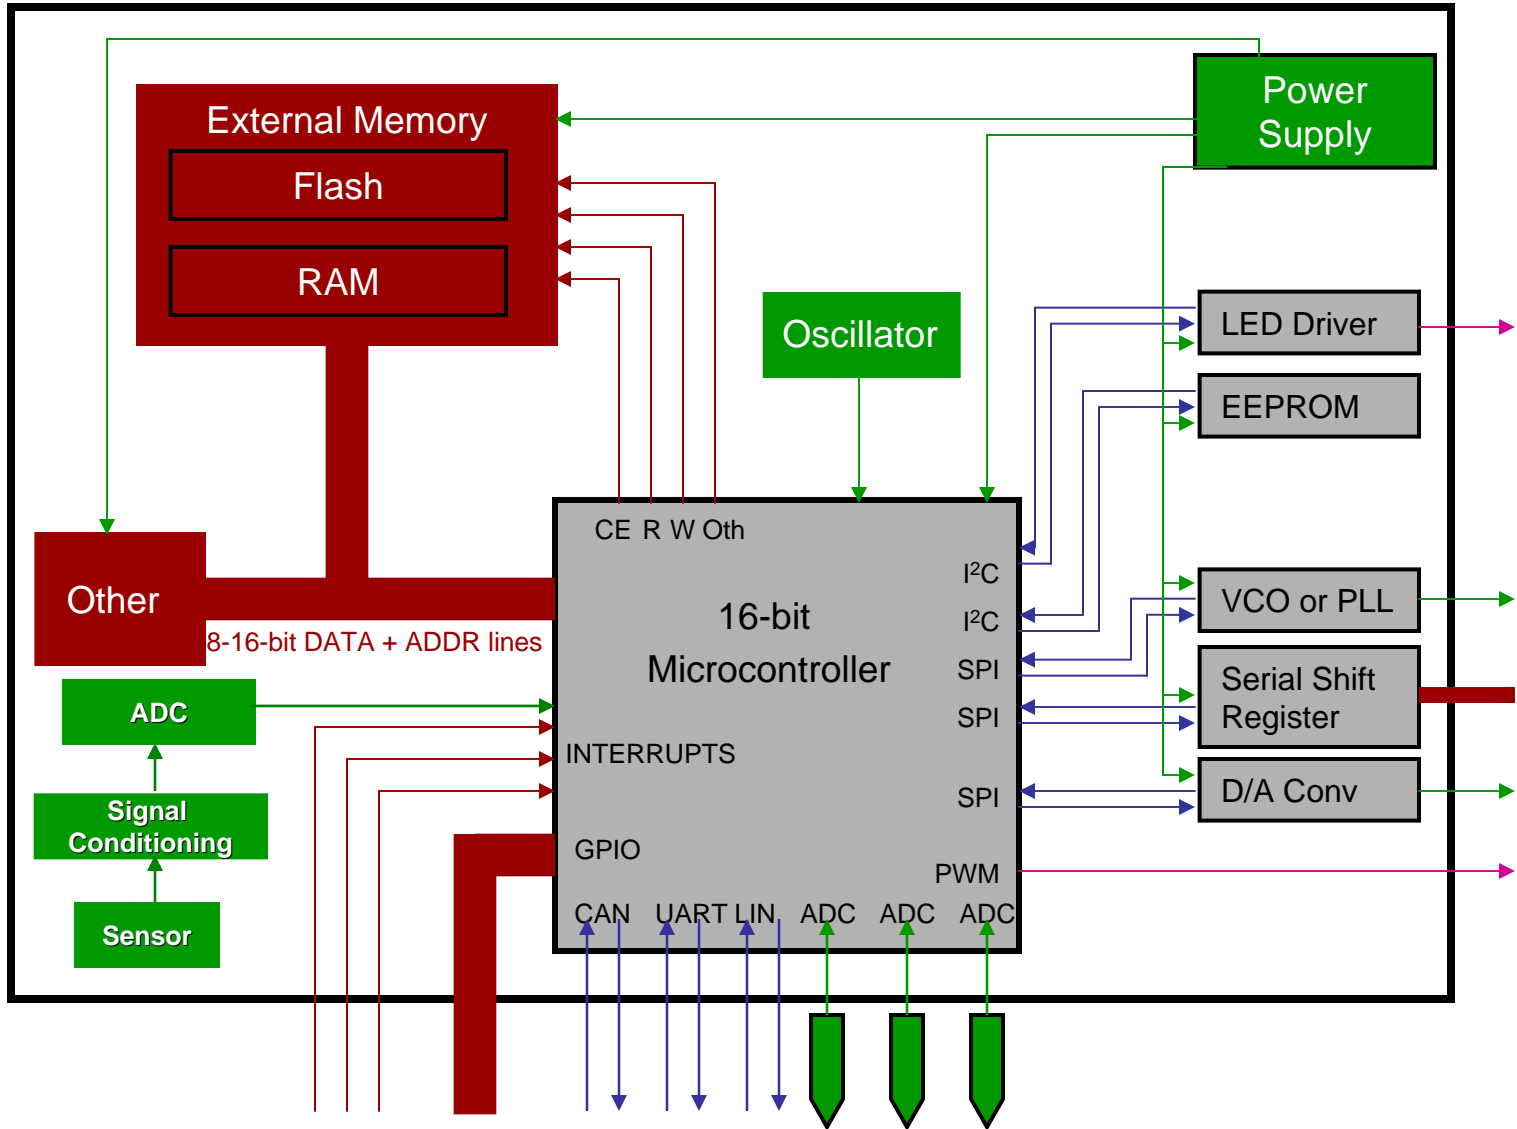 Power
Supply
External Memory
Flash
RAM
Oscillator
LED Driver
EEPROM
CE R W Oth
I²C
Other
16-bit
Microcontroller
I²C
VCO or PLL
8-16-bit DATA + ADDR lines
SPI
Serial Shift
Register
ADC
SPI
INTERRUPTS
Signal
Conditioning
SPI
D/A Conv
GPIO
PWM
CAN UART LIN ADC ADC ADC
Sensor